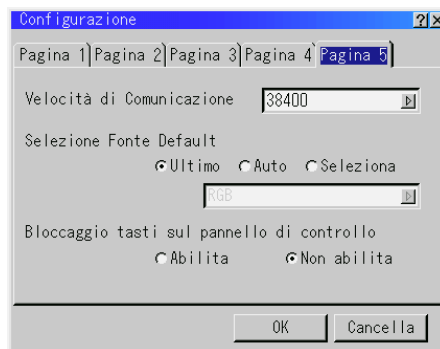 Configurazione
Pagina 1 Pagina 2 Pagina 3 Pagina 4 Pagina 5
Velocità di Comunicazione 38400
Selezione Fonte Default
Ultimo Auto Seleziona
RGB
Bloccaggio tasti sul pannello di controllo
Abilita Non abilita
OK Cancella